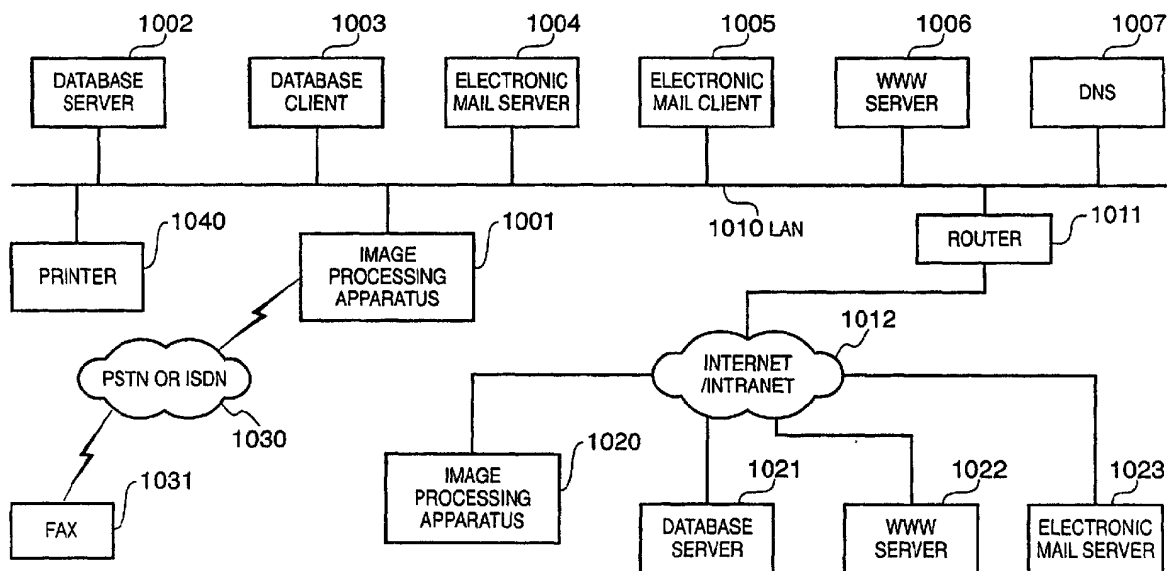 1002
1003
1004
1005
1006
1007
DATABASE
SERVER
DATABASE
CLIENT
ELECTRONIC
MAIL SERVER
ELECTRONIC
MAIL CLIENT
WWW
SERVER
DNS
1040
1001
1010 LAN
1011
PRINTER
IMAGE
PROCESSING
APPARATUS
ROUTER
1012
PSTN OR ISDN
INTERNET
/INTRANET
1030
1020
1021
1022
1023
1031
FAX
IMAGE
PROCESSING
APPARATUS
DATABASE
SERVER
WWW
SERVER
ELECTRONIC
MAIL SERVER